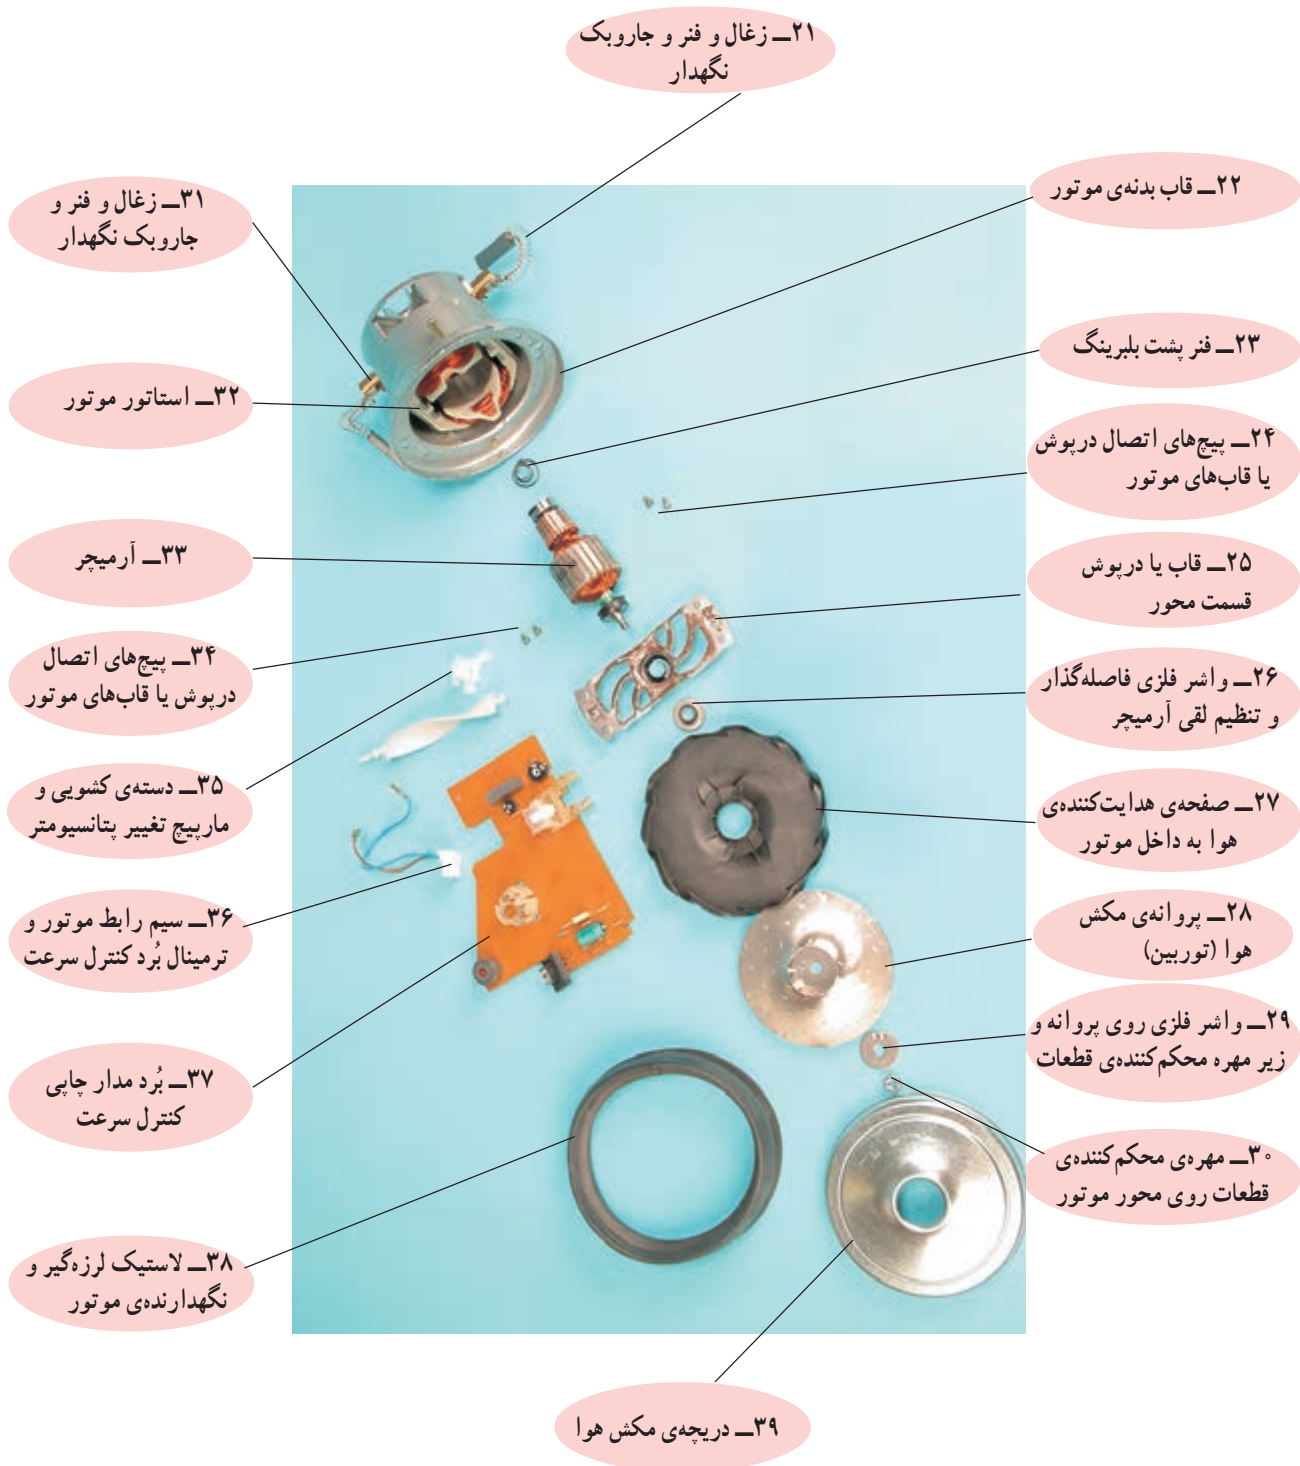 ۲۱ــ زغال و فنر و جاروبک
نگهدار
۲۲ــ قاب بدنه‌ی موتور
۲۳ــ فنر پشت بلبرینگ
۲۴ــ پیچ‌های اتصال درپوش
یا قاب‌های موتور
۲۵ــ قاب یا درپوش
قسمت محور
۲۶ــ واشر فلزی فاصله‌گذار
و تنظیم لقی آرمیچر
۲۷ــ صفحه‌ی هدایت‌کننده‌ی
هوا به داخل موتور
۲۸ــ پروانه‌ی مکش
هوا (توربین)
۲۹ــ واشر فلزی روی پروانه و
زیر مهره محکم‌کننده‌ی قطعات
۳۰ــ مهره‌ی محکم‌کننده‌ی
قطعات روی محور موتور
۳۱ــ زغال و فنر و
جاروبک نگهدار
۳۲ــ استاتور موتور
۳۳ــ آرمیچر
۳۴ــ پیچ‌های اتصال
درپوش یا قاب‌های موتور
۳۵ــ دسته‌ی کشویی و
مارپیچ تغییر پتانسیومتر
۳۶ــ سیم رابط موتور و
ترمینال بُرد کنترل سرعت
۳۷ــ بُرد مدار چاپی
کنترل سرعت
۳۸ــ لاستیک لرزه‌گیر و
نگهدارنده‌ی موتور
۳۹ــ دریچه‌ی مکش هوا